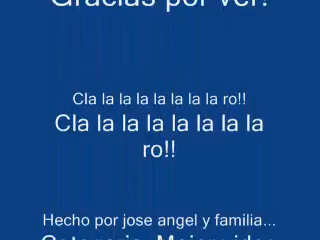 Gracias por ver!
Cla la la la la la la la ro!!
Cla la la la la la la la
ro!!
Hecho por jose angel y familia...